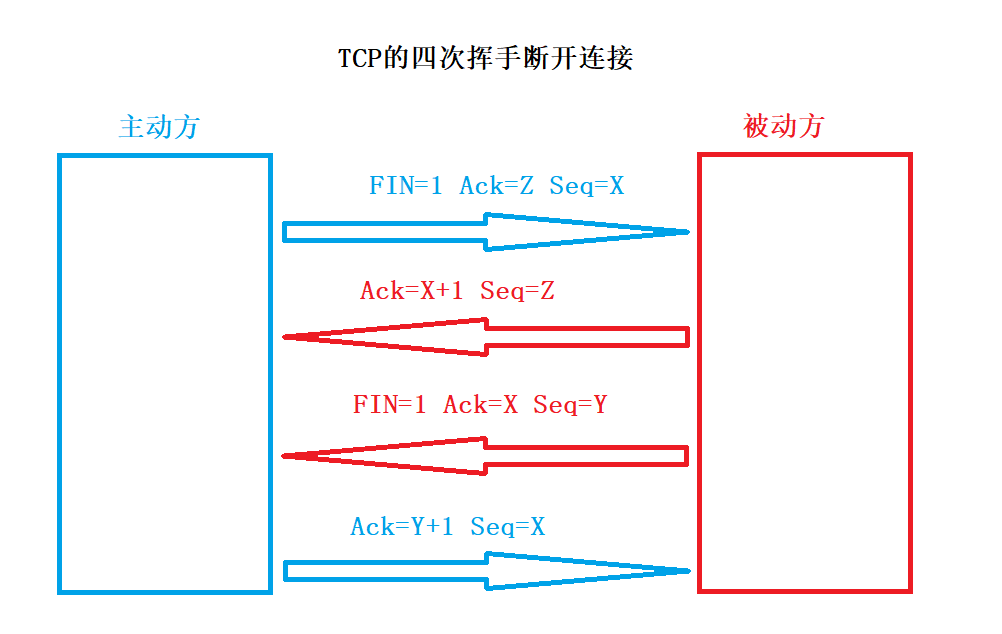 TCP的四次挥手断开连接
主动方
被动方
FIN=1 Ack=Z Seq=X
Ack=X+1 Seq=Z
FIN=1 Ack=X Seq=Y
Ack=Y+1 Seq=X